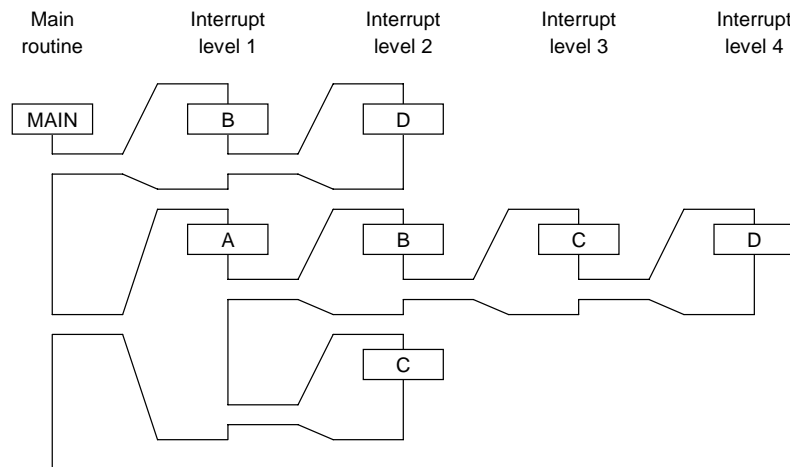 Main routine
Interrupt level 1
Interrupt level 2
Interrupt level 3
Interrupt level 4
MAIN
B
D
A
B
C
D
C